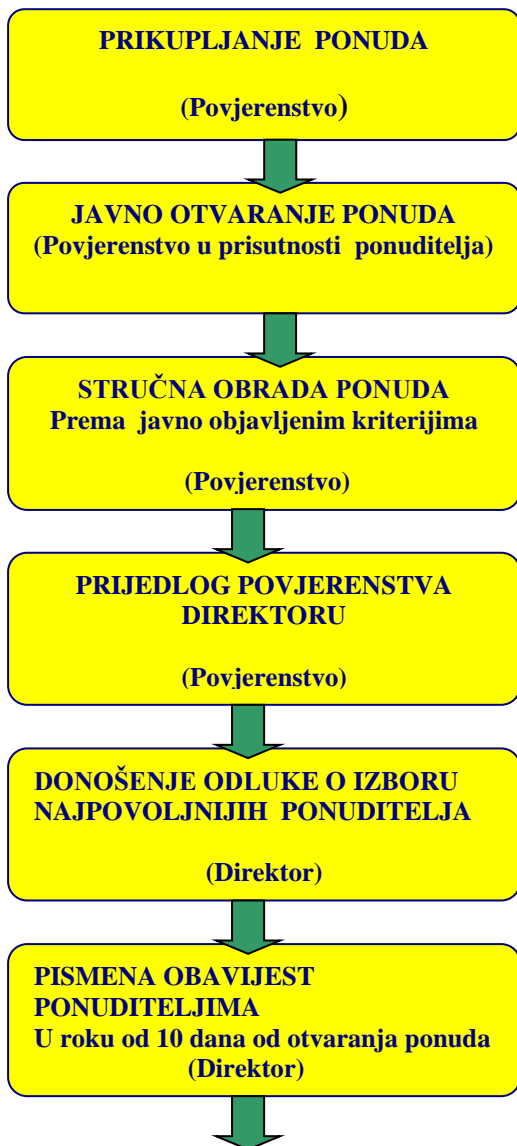 PRIKUPLJANJE PONUDA
(Povjerenstvo)
JAVNO OTVARANJE PONUDA
(Povjerenstvo u prisutnosti ponuditelja)
STRUČNA OBRADA PONUDA
Prema javno objavljenim kriterijima
(Povjerenstvo)
PRIJEDLOG POVJERENSTVA
DIREKTORU
(Povjerenstvo)
DONOŠENJE ODLUKE O IZBORU
NAJPOVOLJNIJIH PONUDITELJA
(Direktor)
PISMENA OBAVIJEST
PONUDITELJIMA
U roku od 10 dana od otvaranja ponuda
(Direktor)